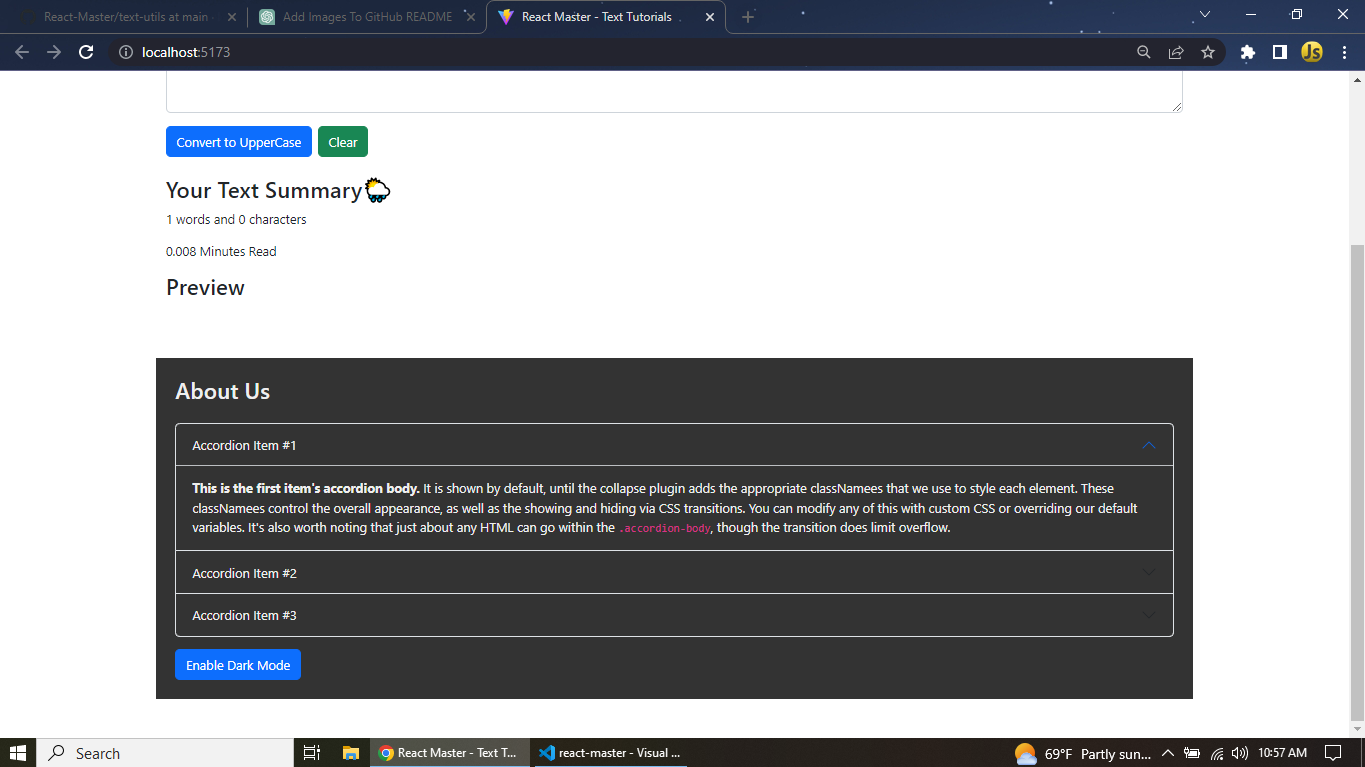 React-Master/text-utils at main
Add Images To GitHub README
React Master - Text Tutorials
localhost:5173
Js
Convert to UpperCase
Clear
Your Text Summary
1 words and 0 characters
0.008 Minutes Read
Preview
About Us
Accordion Item #1
This is the first item's accordion body. It is shown by default, until the collapse plugin adds the appropriate classNamees that we use to style each element. These
classNamees control the overall appearance, as well as the showing and hiding via CSS transitions. You can modify any of this with custom CSS or overriding our default
variables. It's also worth noting that just about any HTML can go within the .accordion-body, though the transition does limit overflow.
Accordion Item #2
Accordion Item #3
Enable Dark Mode
Search
React Master - Text T...
react-master - Visual ...
69°F Partly sun...
10:57 AM